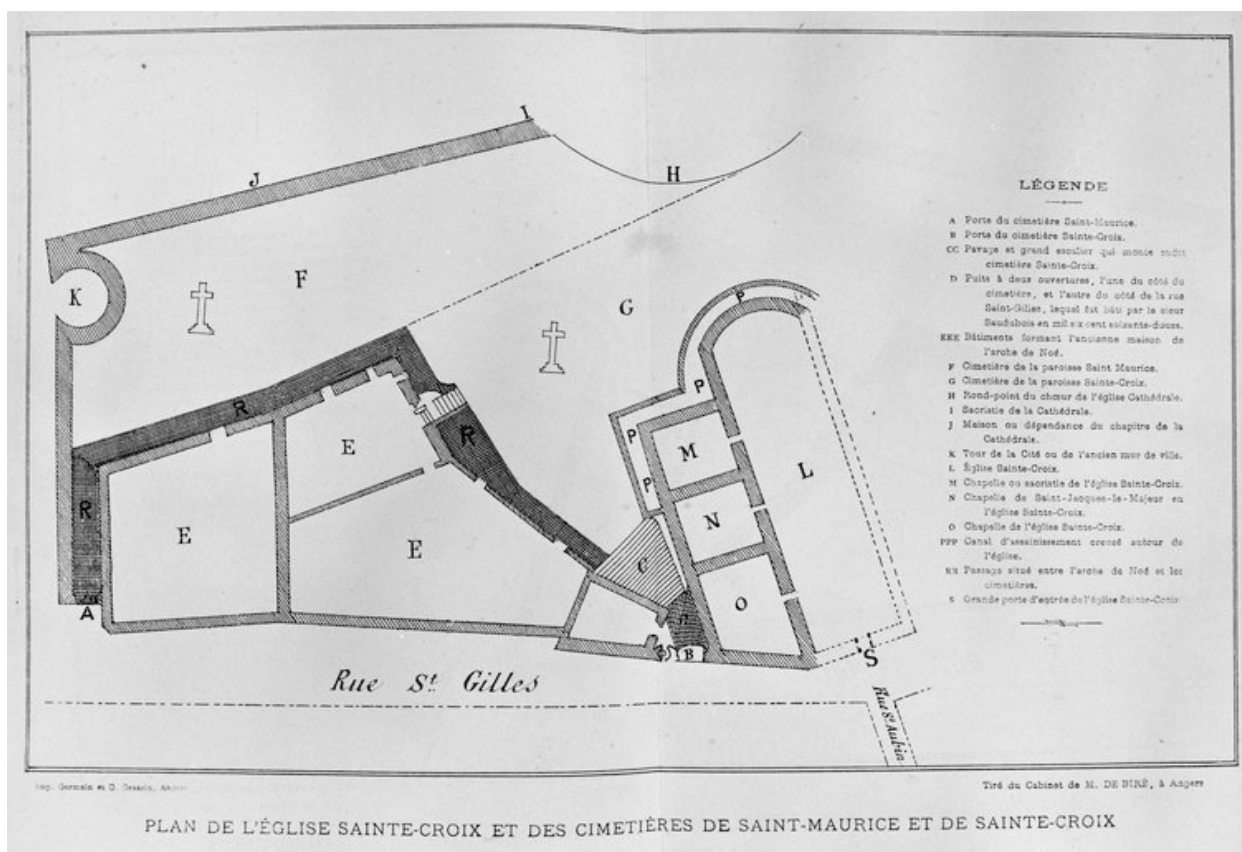 I
J
H
K
F
G
P
P
P
P
R
R
R
E
E
E
M
N
O
L
C
A
B
S
Rue St. Gilles
Rue St. Aubin
LÉGENDE
A Porte du cimetière Saint-Maurice.
B Porte du cimetière Sainte-Croix.
CC Pavage et grand escalier qui monte audit
cimetière Sainte-Croix.
D Puits à deux ouvertures, l'une du côté du
cimetière, et l'autre du côté de la rue
Saint-Gilles, lequel fut bâti par le sieur
Baudubois en mil six cent soixante-douze.
EEE Bâtiments formant l'ancienne maison de
l'arche de Noé.
F Cimetière de la paroisse Saint Maurice.
G Cimetière de la paroisse Sainte-Croix.
H Rond-point du chœur de l'église Cathédrale.
I Sacristie de la Cathédrale.
J Maison ou dépendance du chapitre de la
Cathédrale.
K Tour de la Cité ou de l'ancien mur de ville.
L Église Sainte-Croix.
M Chapelle ou sacristie de l'église Sainte-Croix.
N Chapelle de Saint-Jacques-le-Majeur en
l'église Sainte-Croix.
O Chapelle de l'église Sainte-Croix.
PPP Canal d'assainissement creusé autour de
l'église.
RR Passage situé entre l'arche de Noé et les
cimetières.
S Grande porte d'entrée de l'église Sainte-Croix
Imp. Germain et G. Grassin, Angers
Tiré du Cabinet de M. DE BIRÉ, à Angers
PLAN DE L'ÉGLISE SAINTE-CROIX ET DES CIMETIÈRES DE SAINT-MAURICE ET DE SAINTE-CROIX